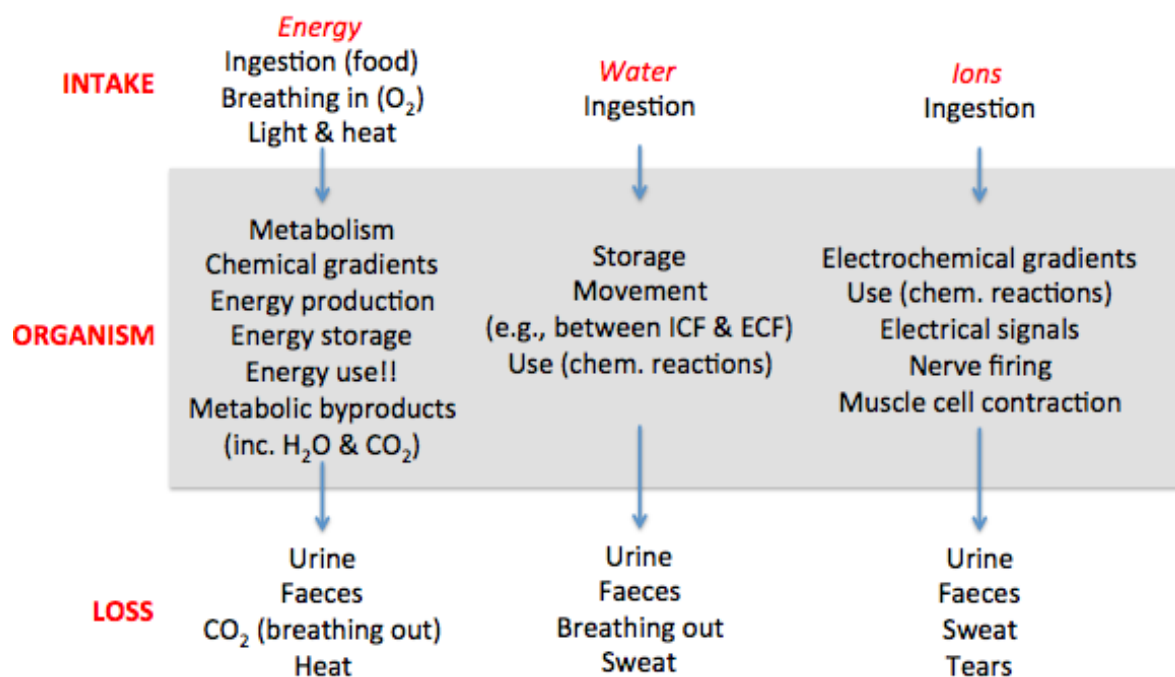 INTAKE
Energy
Ingestion (food)
Breathing in (O₂)
Light & heat
Water
Ingestion
Ions
Ingestion
ORGANISM
Metabolism
Chemical gradients
Energy production
Energy storage
Energy use!!
Metabolic byproducts
(inc. H₂O & CO₂)
Storage
Movement
(e.g., between ICF & ECF)
Use (chem. reactions)
Electrochemical gradients
Use (chem. reactions)
Electrical signals
Nerve firing
Muscle cell contraction
LOSS
Urine
Faeces
CO₂ (breathing out)
Heat
Urine
Faeces
Breathing out
Sweat
Urine
Faeces
Sweat
Tears